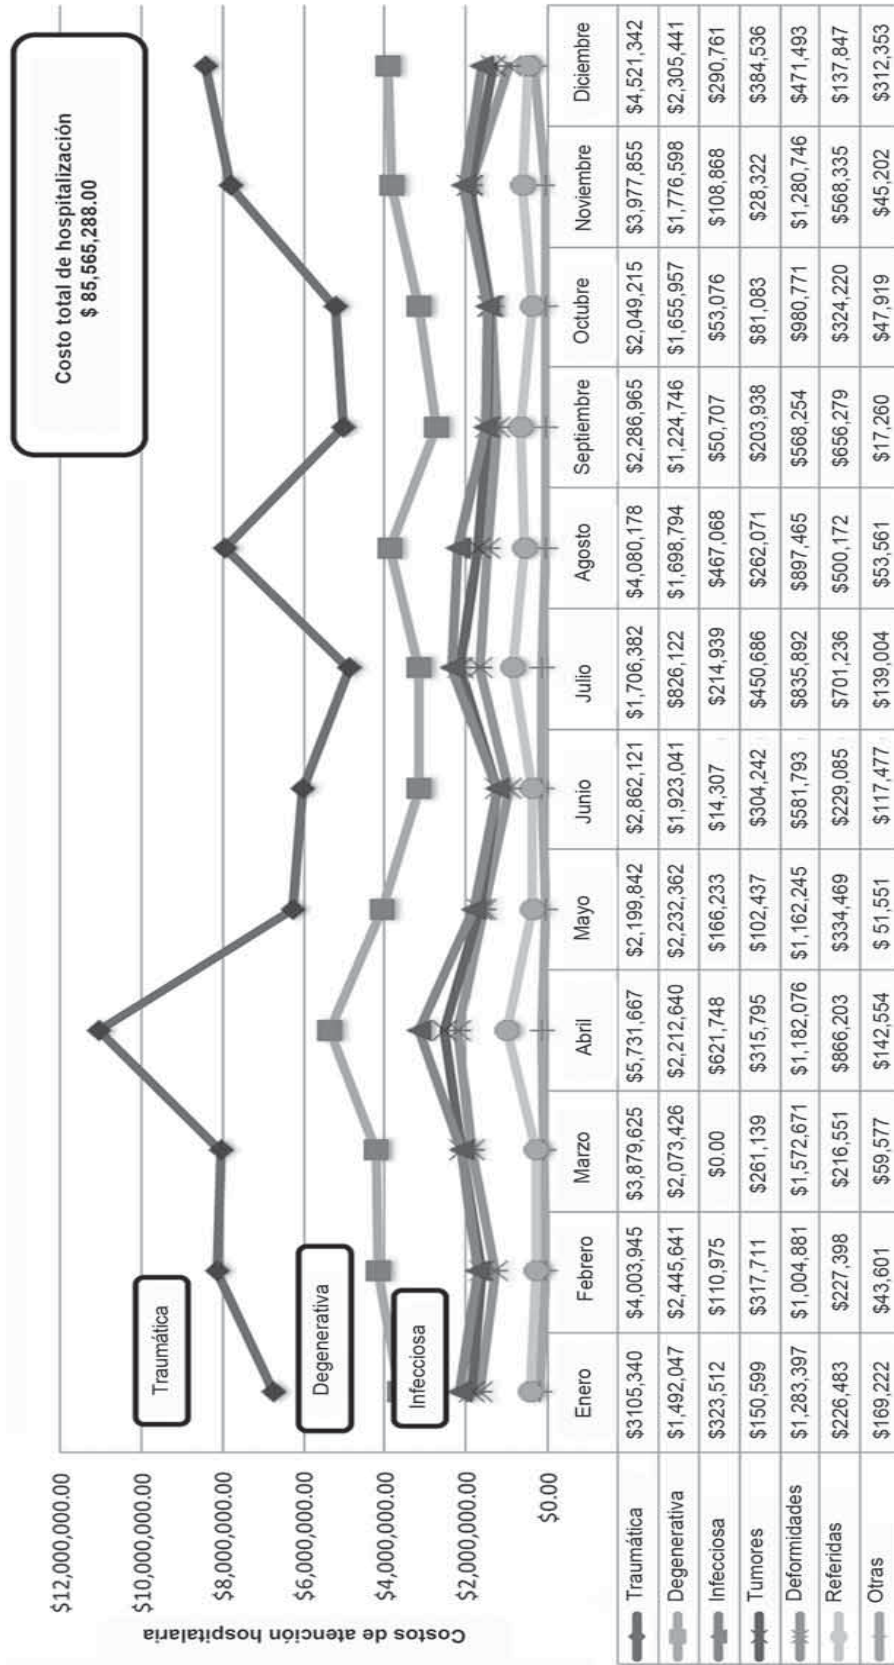 Costo total de hospitalización
$ 85,565,288.00
Costos de atención hospitalaria
$12,000,000.00
$10,000,000.00
$8,000,000.00
$6,000,000.00
$4,000,000.00
$2,000,000.00
$0.00
Traumática
Degenerativa
Infecciosa
Enero Febrero Marzo Abril Mayo Junio Julio Agosto Septiembre Octubre Noviembre Diciembre
Traumática $3105,340 $4,003,945 $3,879,625 $5,731,667 $2,199,842 $2,862,121 $1,706,382 $4,080,178 $2,286,965 $2,049,215 $3,977,855 $4,521,342
Degenerativa $1,492,047 $2,445,641 $2,073,426 $2,212,640 $2,232,362 $1,923,041 $826,122 $1,698,794 $1,224,746 $1,655,957 $1,776,598 $2,305,441
Infecciosa $323,512 $110,975 $0.00 $621,748 $166,233 $14,307 $214,939 $467,068 $50,707 $53,076 $108,868 $290,761
Tumores $150,599 $317,711 $261,139 $315,795 $102,437 $304,242 $450,686 $262,071 $203,938 $81,083 $28,322 $384,536
Deformidades $1,283,397 $1,004,881 $1,572,671 $1,182,076 $1,162,245 $581,793 $835,892 $897,465 $568,254 $980,771 $1,280,746 $471,493
Referidas $226,483 $227,398 $216,551 $866,203 $334,469 $229,085 $701,236 $500,172 $656,279 $324,220 $568,335 $137,847
Otras $169,222 $43,601 $59,577 $142,554 $ 51,551 $117,477 $139,004 $53,561 $17,260 $47,919 $45,202 $312,353